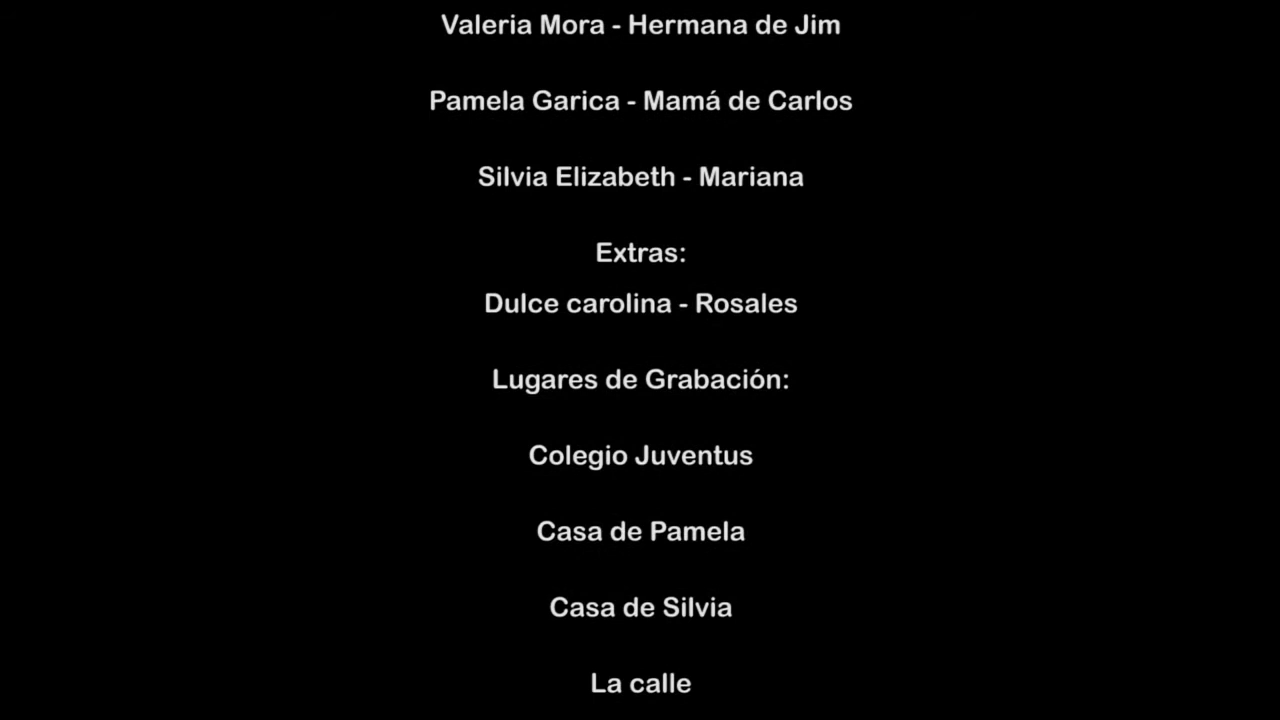 Valeria Mora - Hermana de Jim
Pamela Garica - Mamá de Carlos
Silvia Elizabeth - Mariana
Extras:
Dulce carolina - Rosales
Lugares de Grabación:
Colegio Juventus
Casa de Pamela
Casa de Silvia
La calle